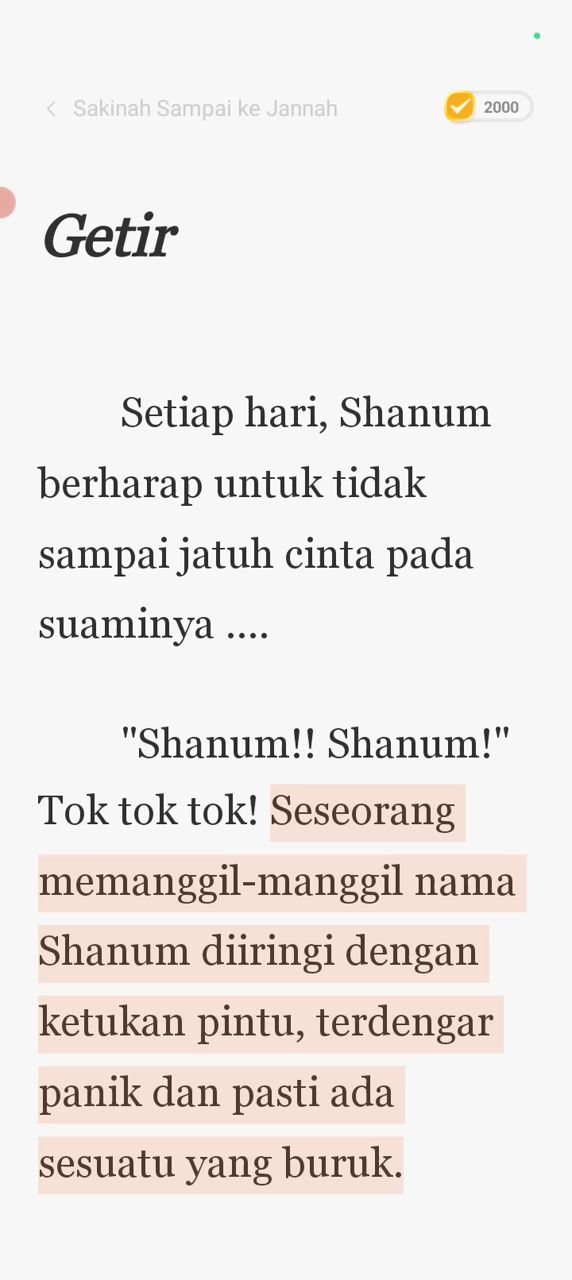 Sakinah Sampai ke Jannah
2000
Getir
Setiap hari, Shanum
berharap untuk tidak
sampai jatuh cinta pada
suaminya ....
"Shanum!! Shanum!"
Tok tok tok! Seseorang
memanggil-manggil nama
Shanum diiringi dengan
ketukan pintu, terdengar
panik dan pasti ada
sesuatu yang buruk.